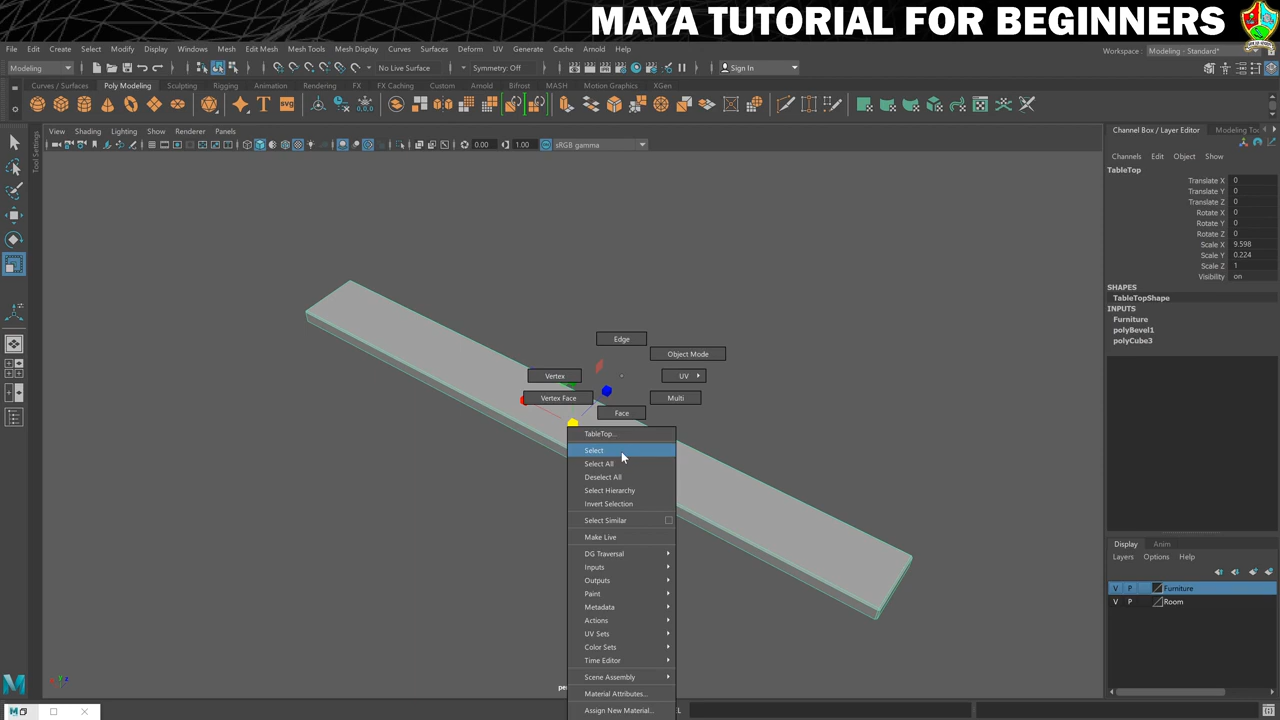 MAYA TUTORIAL FOR BEGINNERS
File Edit Create Select Modify Display Windows Mesh Edit Mesh Mesh Tools Mesh Display Curves Surfaces Deform UV Generate Cache Arnold Help
Workspace : Modeling - Standard*
Modeling
No Live Surface
Symmetry: Off
Sign In
Curves / Surfaces Poly Modeling Sculpting Rigging Animation Rendering FX FX Caching Custom Arnold Bifrost MASH Motion Graphics XGen
View Shading Lighting Show Renderer Panels
0.00 1.00 sRGB gamma
Tool Settings
Channel Box / Layer Editor
Channels Edit Object Show
TableTop
Translate X 0
Translate Y 0
Translate Z 0
Rotate X 0
Rotate Y 0
Rotate Z 0
Scale X 9.598
Scale Y 0.224
Scale Z 1
Visibility on
SHAPES
TableTopShape
INPUTS
Furniture
polyBevel1
polyCube3
Edge
Object Mode
Vertex
UV
Vertex Face
Multi
Face
TableTop...
Select
Select All
Deselect All
Select Hierarchy
Invert Selection
Select Similar
Make Live
DG Traversal
Inputs
Outputs
Paint
Metadata
Actions
UV Sets
Color Sets
Time Editor
Scene Assembly
Material Attributes...
Assign New Material...
Display Anim
Layers Options Help
V P Furniture
V P Room